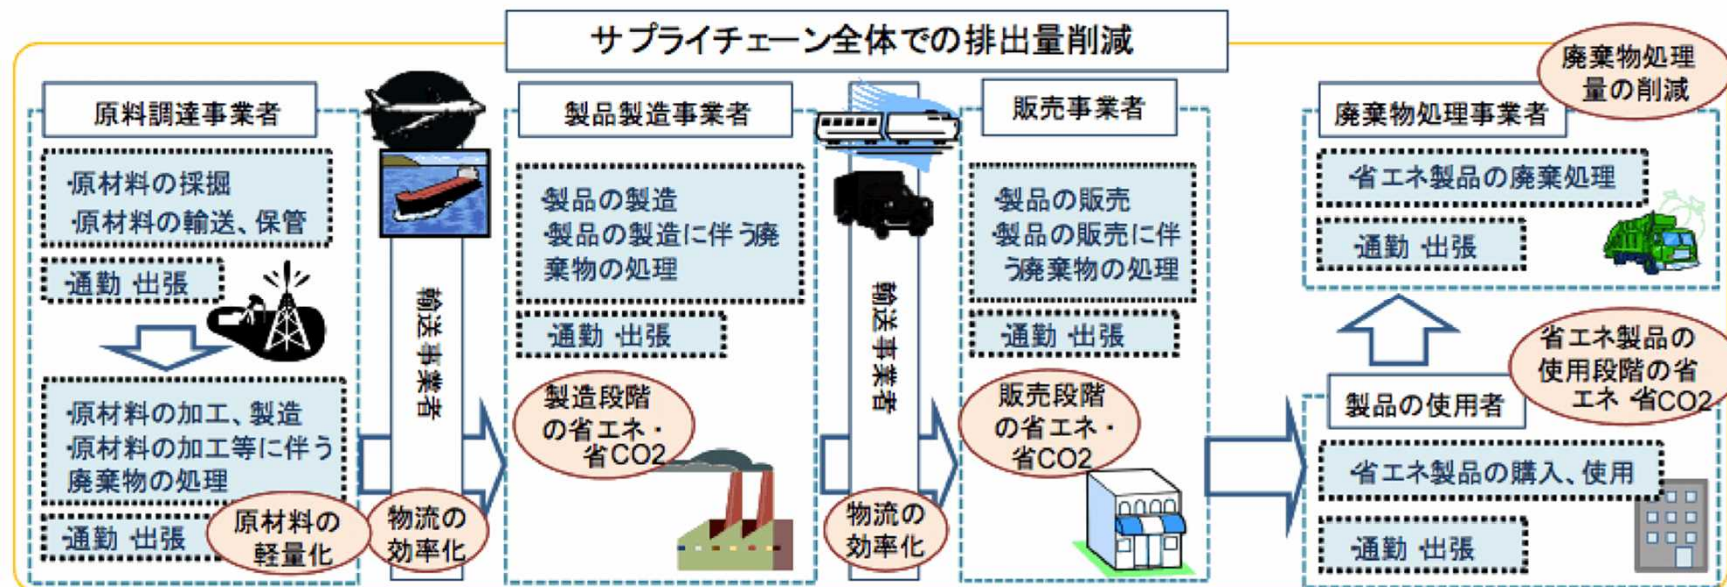 サプライチェーン全体での排出量削減
原料調達事業者
・原材料の採掘
・原材料の輸送、保管
・通勤・出張
・原材料の加工、製造
・原材料の加工等に伴う
廃棄物の処理
・通勤・出張
原材料の
軽量化
輸送事業者
物流の
効率化
製品製造事業者
・製品の製造
・製品の製造に伴う廃
棄物の処理
・通勤・出張
製造段階
の省エネ・
省CO2
輸送事業者
物流の
効率化
販売事業者
・製品の販売
・製品の販売に伴
う廃棄物の処理
・通勤・出張
販売段階
の省エネ・
省CO2
廃棄物処理
量の削減
廃棄物処理事業者
・省エネ製品の廃棄処理
・通勤・出張
省エネ製品の
使用段階の省
エネ・省CO2
製品の使用者
・省エネ製品の購入、使用
・通勤・出張